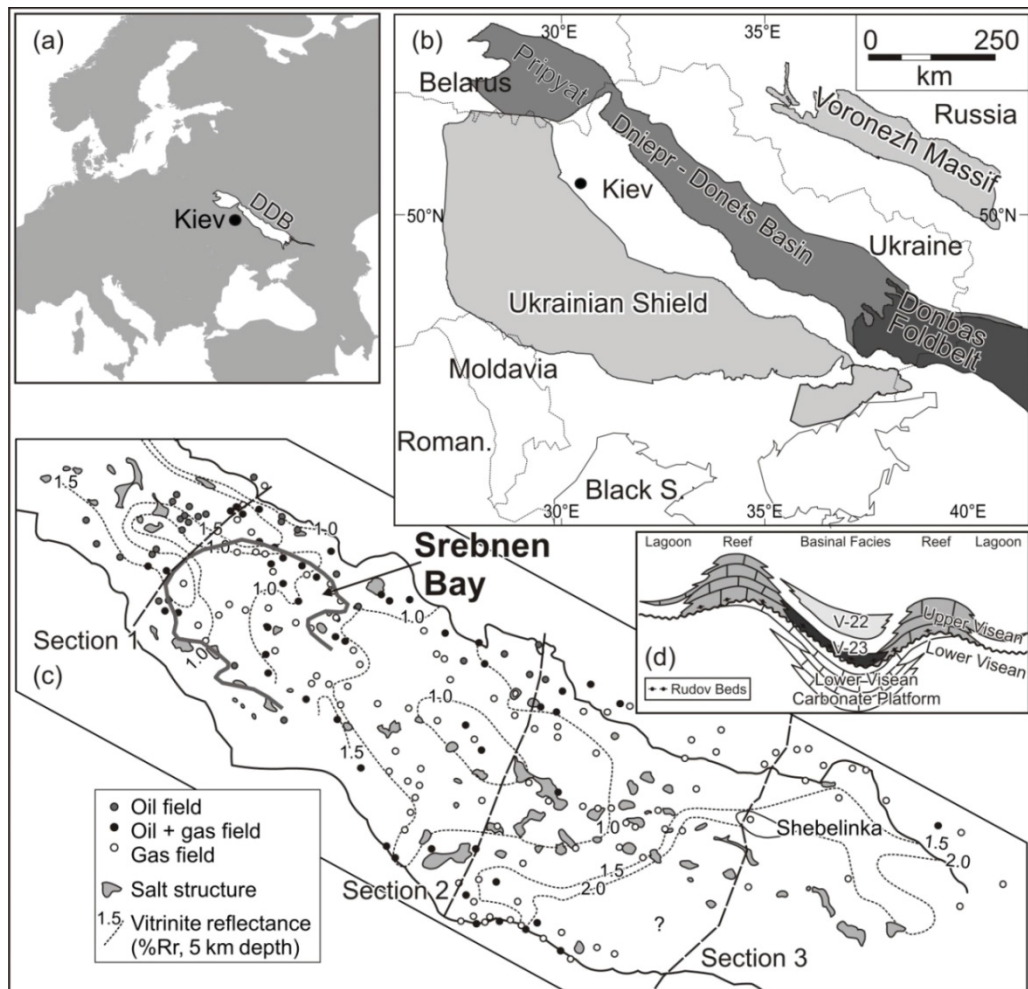 (a)
DDB
Kiev
(b)
30°E
35°E
0 250
km
Pripyat
Belarus
Russia
Voronezh Massif
Dniepr - Donets Basin
Kiev
50°N
50°N
Ukraine
Ukrainian Shield
Donbas
Foldbelt
Moldavia
Roman.
Black S.
30°E
35°E
40°E
(c)
1.5
1.5
1.0
1.0
Srebnen
Bay
1.0
1.0
Section 1
1.0
1.0
1.5
1.0
1.5
2.0
Shebelinka
1.5
2.0
?
Section 2
Section 3
Oil field
Oil + gas field
Gas field
Salt structure
1.5 Vitrinite reflectance
(%Rr, 5 km depth)
Lagoon Reef Basinal Facies Reef Lagoon
V-22
Upper Visean
V-23
(d)
Lower Visean
Lower Visean
Carbonate Platform
Rudov Beds